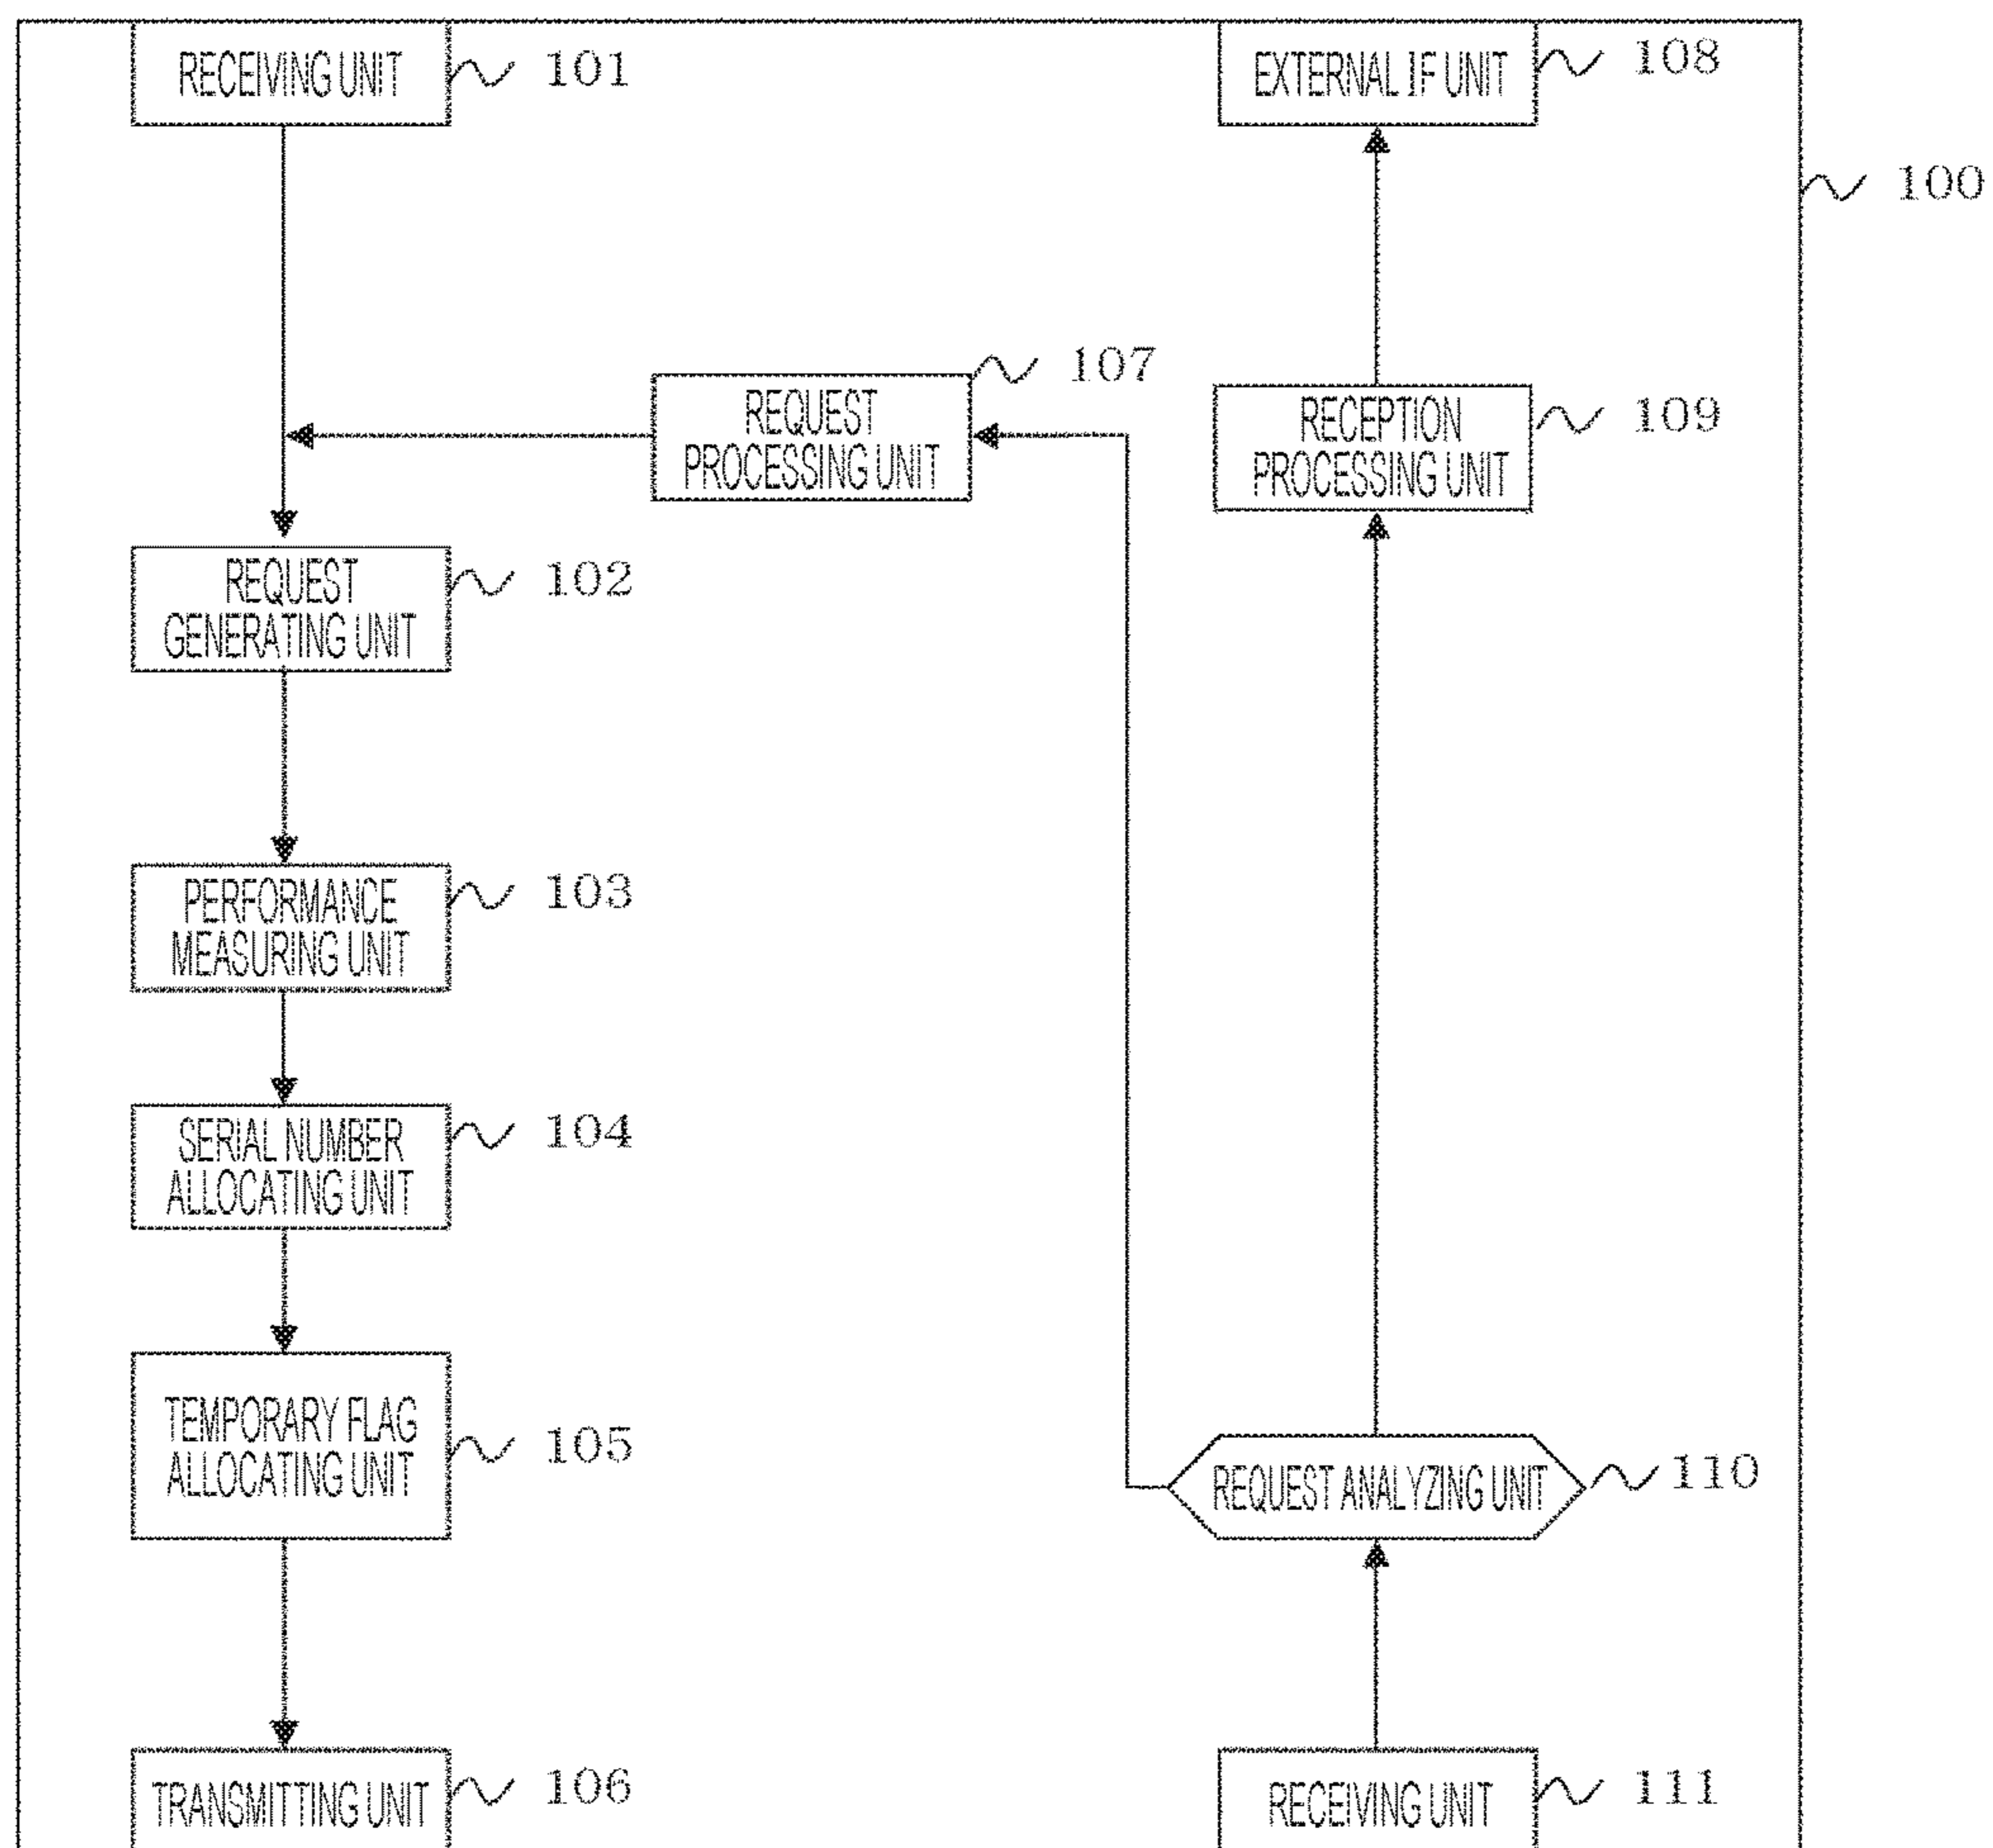 RECEIVING UNIT
101
EXTERNAL IF UNIT
108
100
107
REQUEST
PROCESSING UNIT
RECEPTION
PROCESSING UNIT
109
REQUEST
GENERATING UNIT
102
PERFORMANCE
MEASURING UNIT
103
SERIAL NUMBER
ALLOCATING UNIT
104
TEMPORARY FLAG
ALLOCATING UNIT
105
REQUEST ANALYZING UNIT
110
TRANSMITTING UNIT
106
RECEIVING UNIT
111